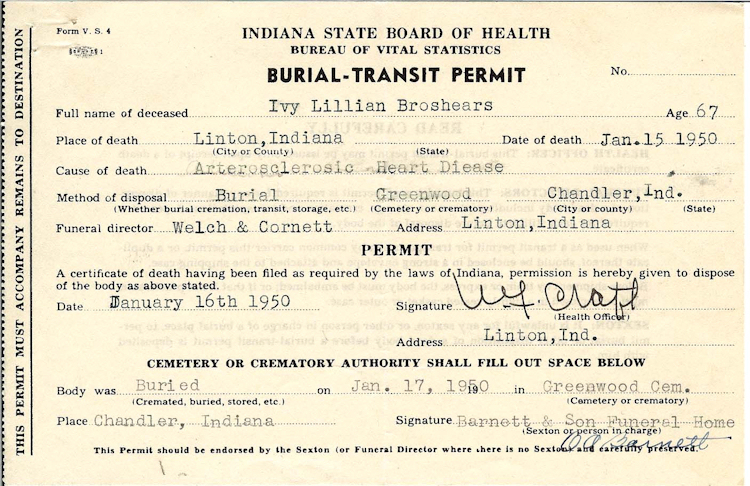 Form V. S. 4
INDIANA STATE BOARD OF HEALTH
BUREAU OF VITAL STATISTICS
BURIAL-TRANSIT PERMIT
No.
Full name of deceased Ivy Lillian Broshears Age 67
Place of death Linton, Indiana Date of death Jan.15 1950
(City or County) (State)
Cause of death Arterosclerosic Heart Diease
Method of disposal Burial Greenwood Chandler, Ind.
(Whether burial cremation, transit, storage, etc.) (Cemetery or crematory) (City or county) (State)
Funeral director Welch & Cornett Address Linton, Indiana
PERMIT
A certificate of death having been filed as required by the laws of Indiana, permission is hereby given to dispose
of the body as above stated.
Date January 16th 1950 Signature
(Health Officer)
Address Linton, Ind.
CEMETERY OR CREMATORY AUTHORITY SHALL FILL OUT SPACE BELOW
Body was Buried on Jan. 17, 1950 19 in Greenwood Cem.
(Cremated, buried, stored, etc.) (Cemetery or crematory)
Place Chandler, Indiana Signature Barnett & Son Funeral Home
(Sexton or person in charge)
Barnett
This Permit should be endorsed by the Sexton (or Funeral Director where there is no Sexton) and carefully preserved.
THIS PERMIT MUST ACCOMPANY REMAINS TO DESTINATION